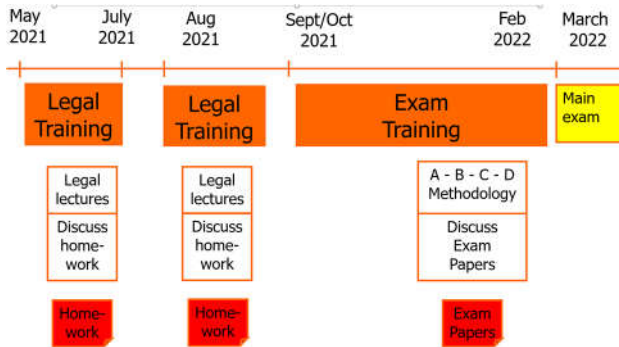 May
2021
July
2021
Aug
2021
Sept/Oct
2021
Feb
2022
March
2022
Legal
Training
Legal
Training
Exam
Training
Main
exam
Legal
lectures
Discuss
home-
work
Legal
lectures
Discuss
home-
work
A - B - C - D
Methodology
Discuss
Exam
Papers
Home-
work
Home-
work
Exam
Papers